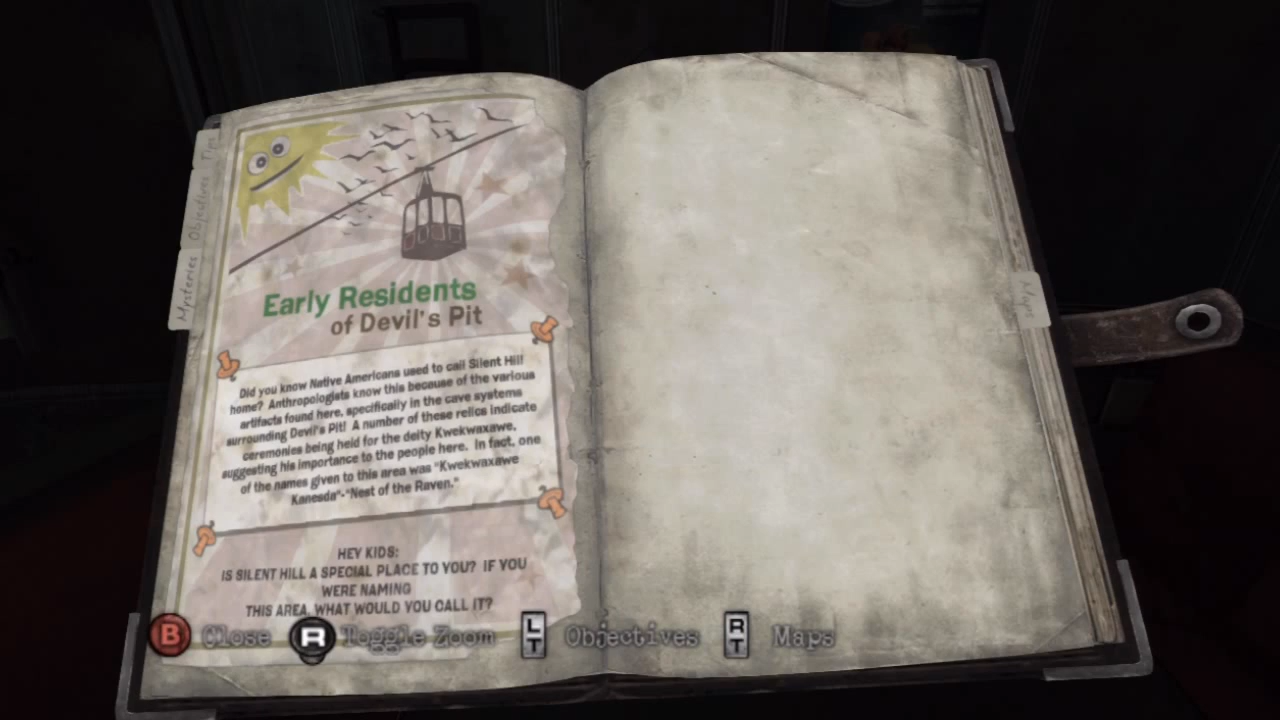 Tips
Objectives
Mysteries
Early Residents
of Devil's Pit
Did you know Native Americans used to call Silent Hill
home? Anthropologists know this because of the various
artifacts found here, specifically in the cave systems
surrounding Devil's Pit! A number of these relics indicate
ceremonies being held for the deity Kwekwaxawe,
suggesting his importance to the people here. In fact, one
of the names given to this area was "Kwekwaxawe
Kanesda"-"Nest of the Raven."
HEY KIDS:
IS SILENT HILL A SPECIAL PLACE TO YOU? IF YOU
WERE NAMING
THIS AREA, WHAT WOULD YOU CALL IT?
Maps
B Close R Toggle Zoom LT Objectives RT Maps